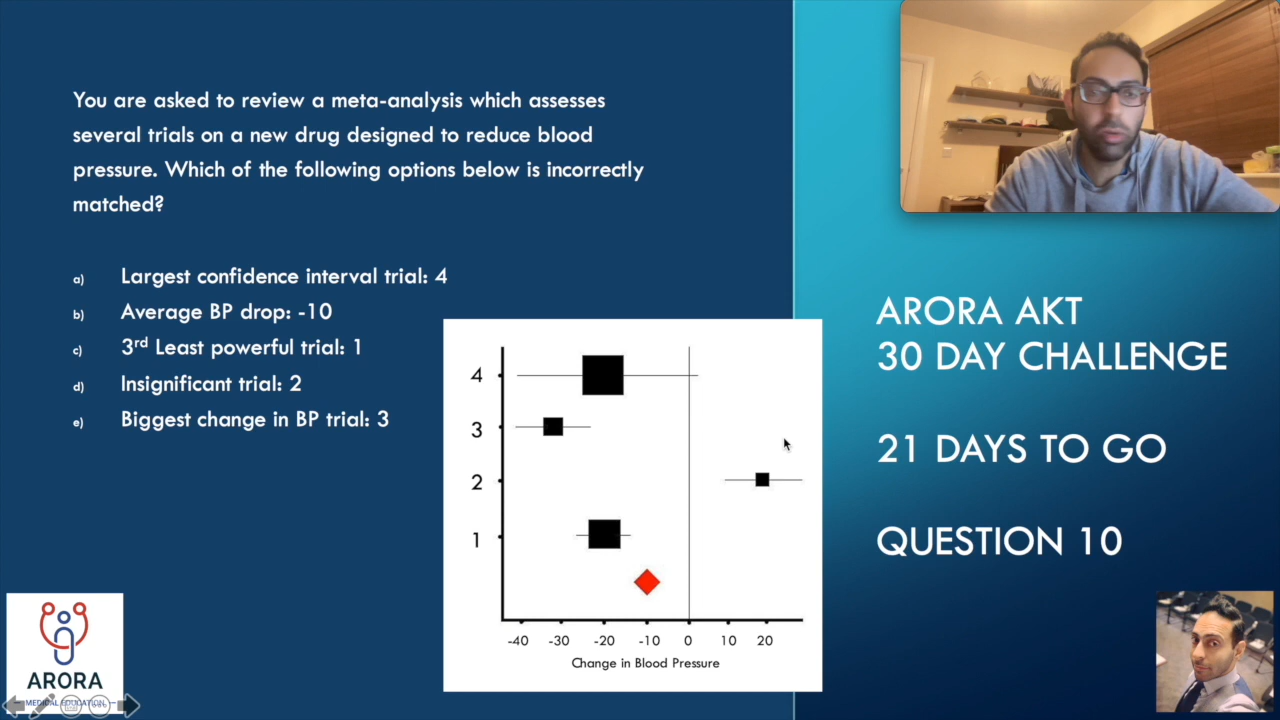 You are asked to review a meta-analysis which assesses
several trials on a new drug designed to reduce blood
pressure. Which of the following options below is incorrectly
matched?
a) Largest confidence interval trial: 4
b) Average BP drop: -10
c) 3rd Least powerful trial: 1
d) Insignificant trial: 2
e) Biggest change in BP trial: 3
4
3
2
1
-40 -30 -20 -10 0 10 20
Change in Blood Pressure
ARORA AKT
30 DAY CHALLENGE
21 DAYS TO GO
QUESTION 10
ARORA
MEDICAL EDUCATION